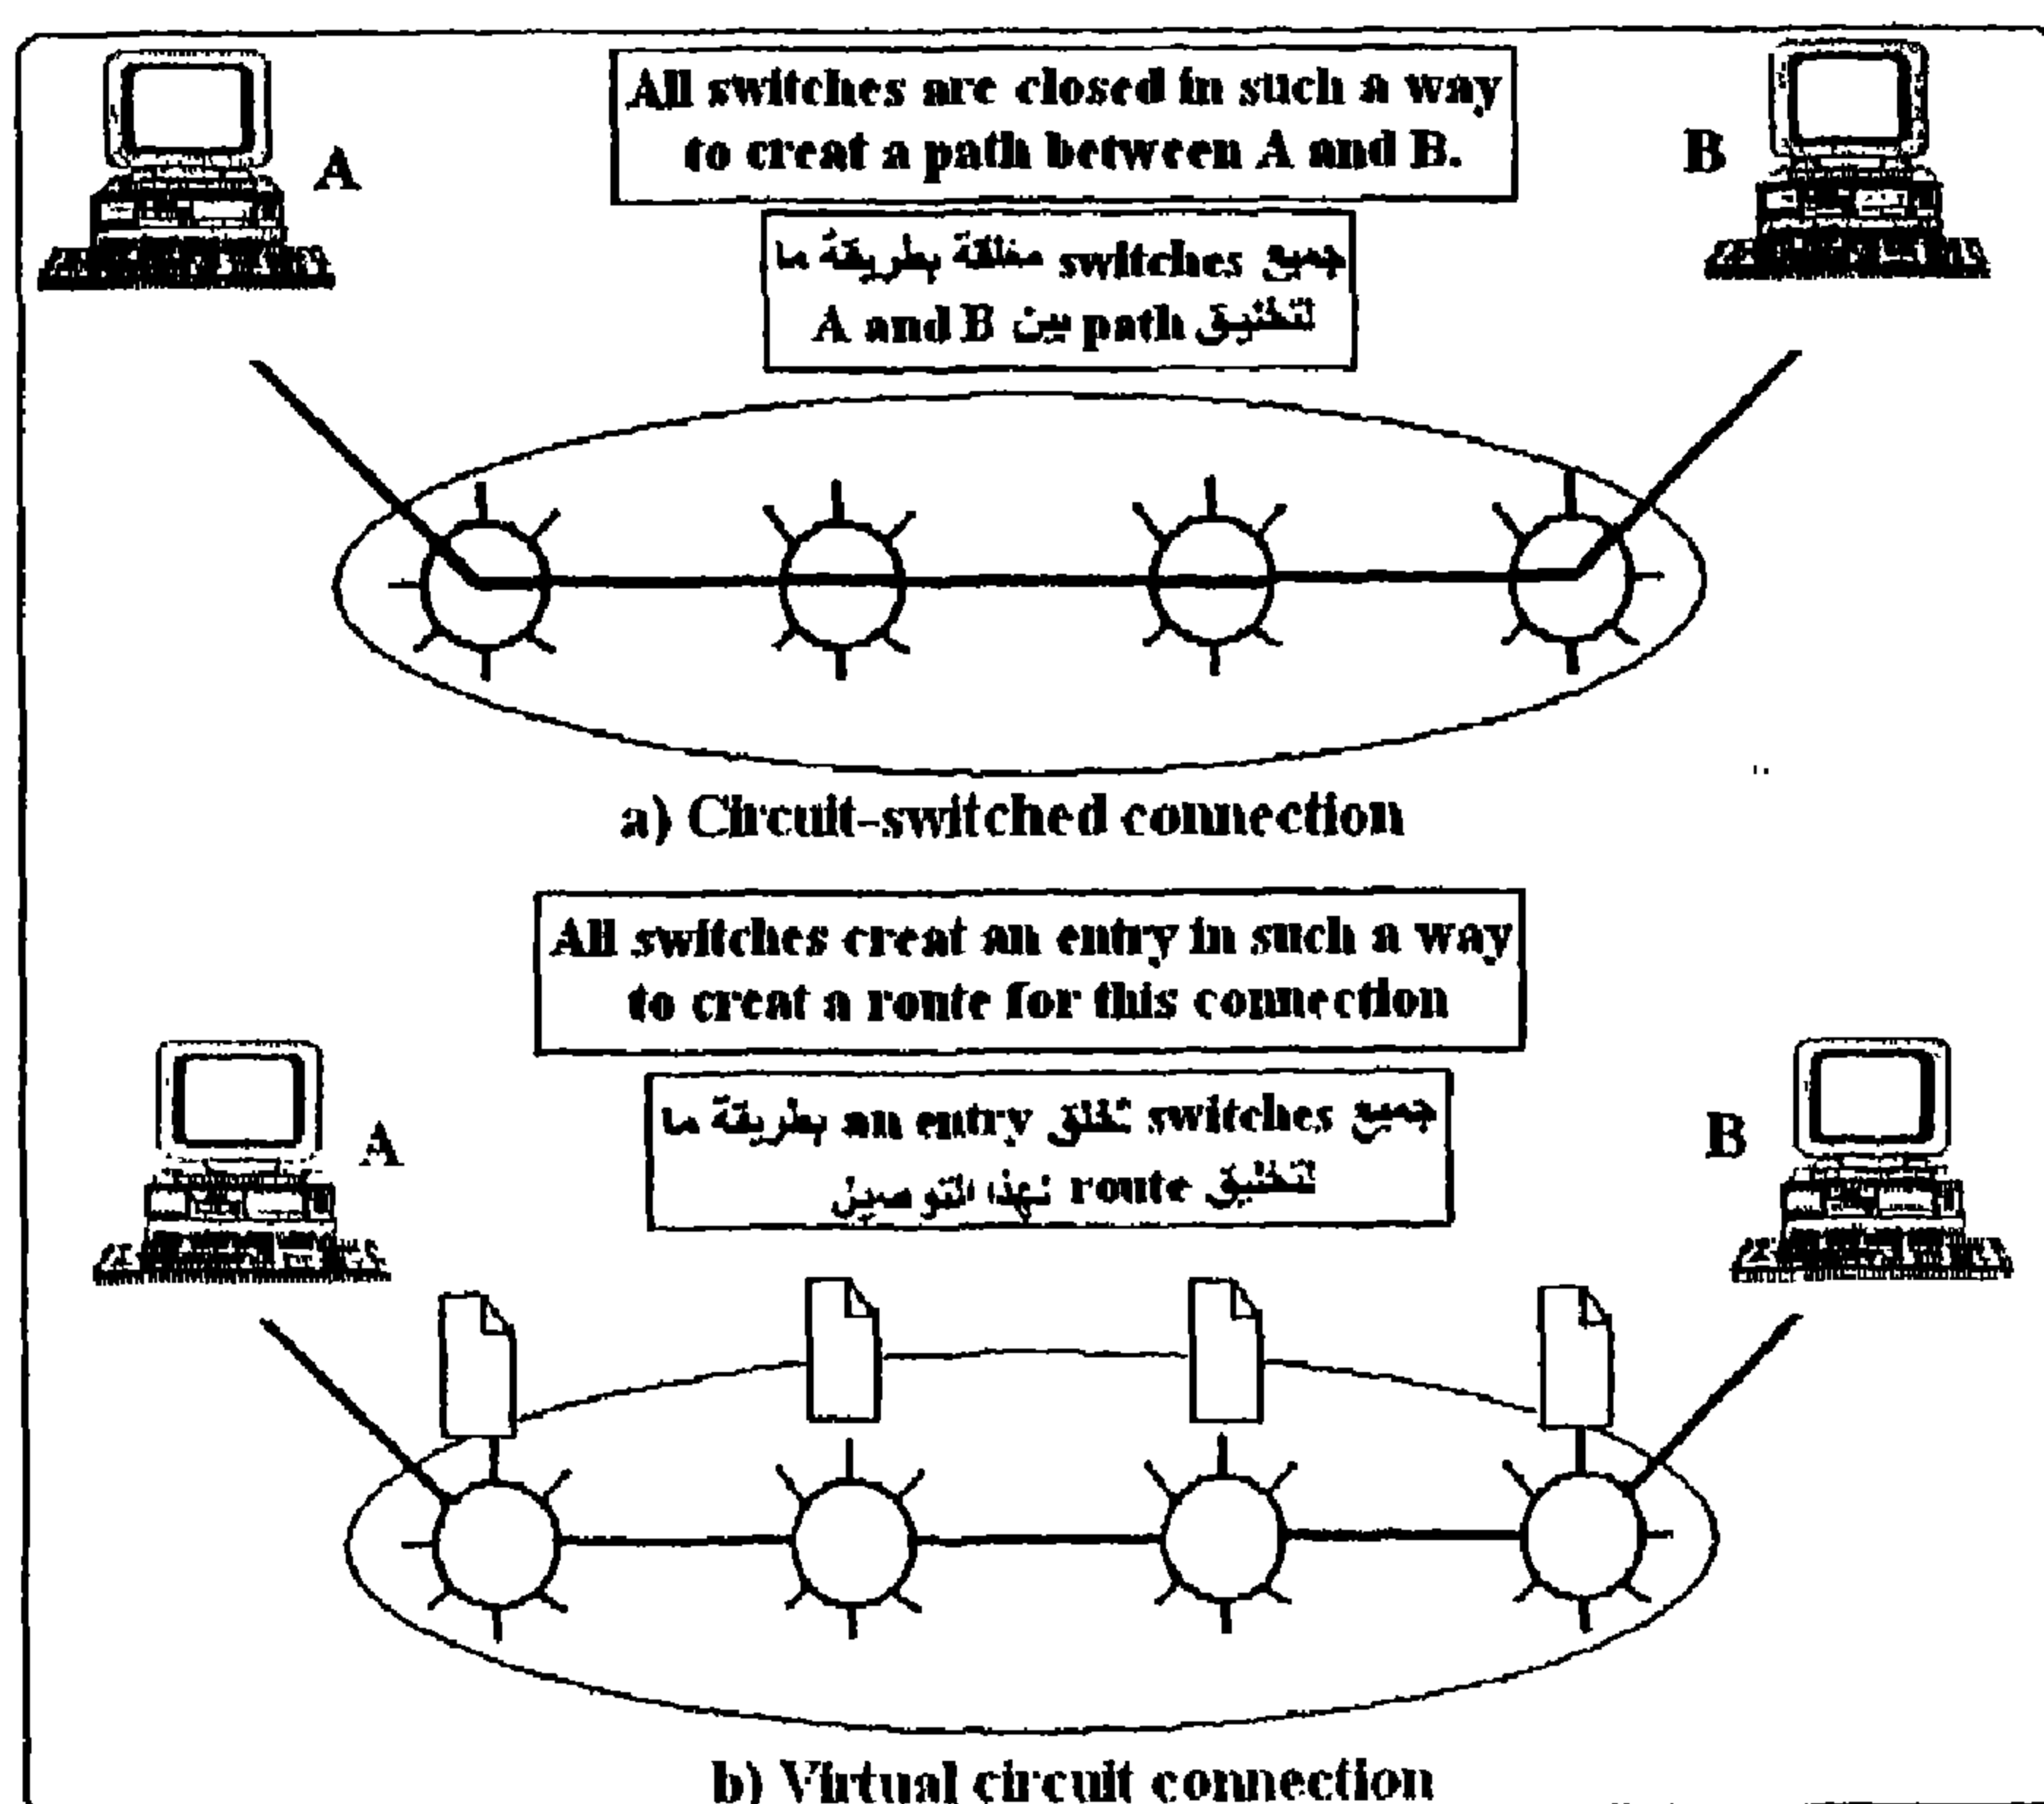 A
All switches are closed in such a way
to creat a path between A and B.
B
جميع switches مغلقة بطريقة ما
لتخليق path بين A and B
a) Circuit-switched connection
All switches creat an entry in such a way
to creat a route for this connection
A
جميع switches تخلق an entry بطريقة ما
لتخليق route لهذا التوصيل
B
b) Virtual circuit connection